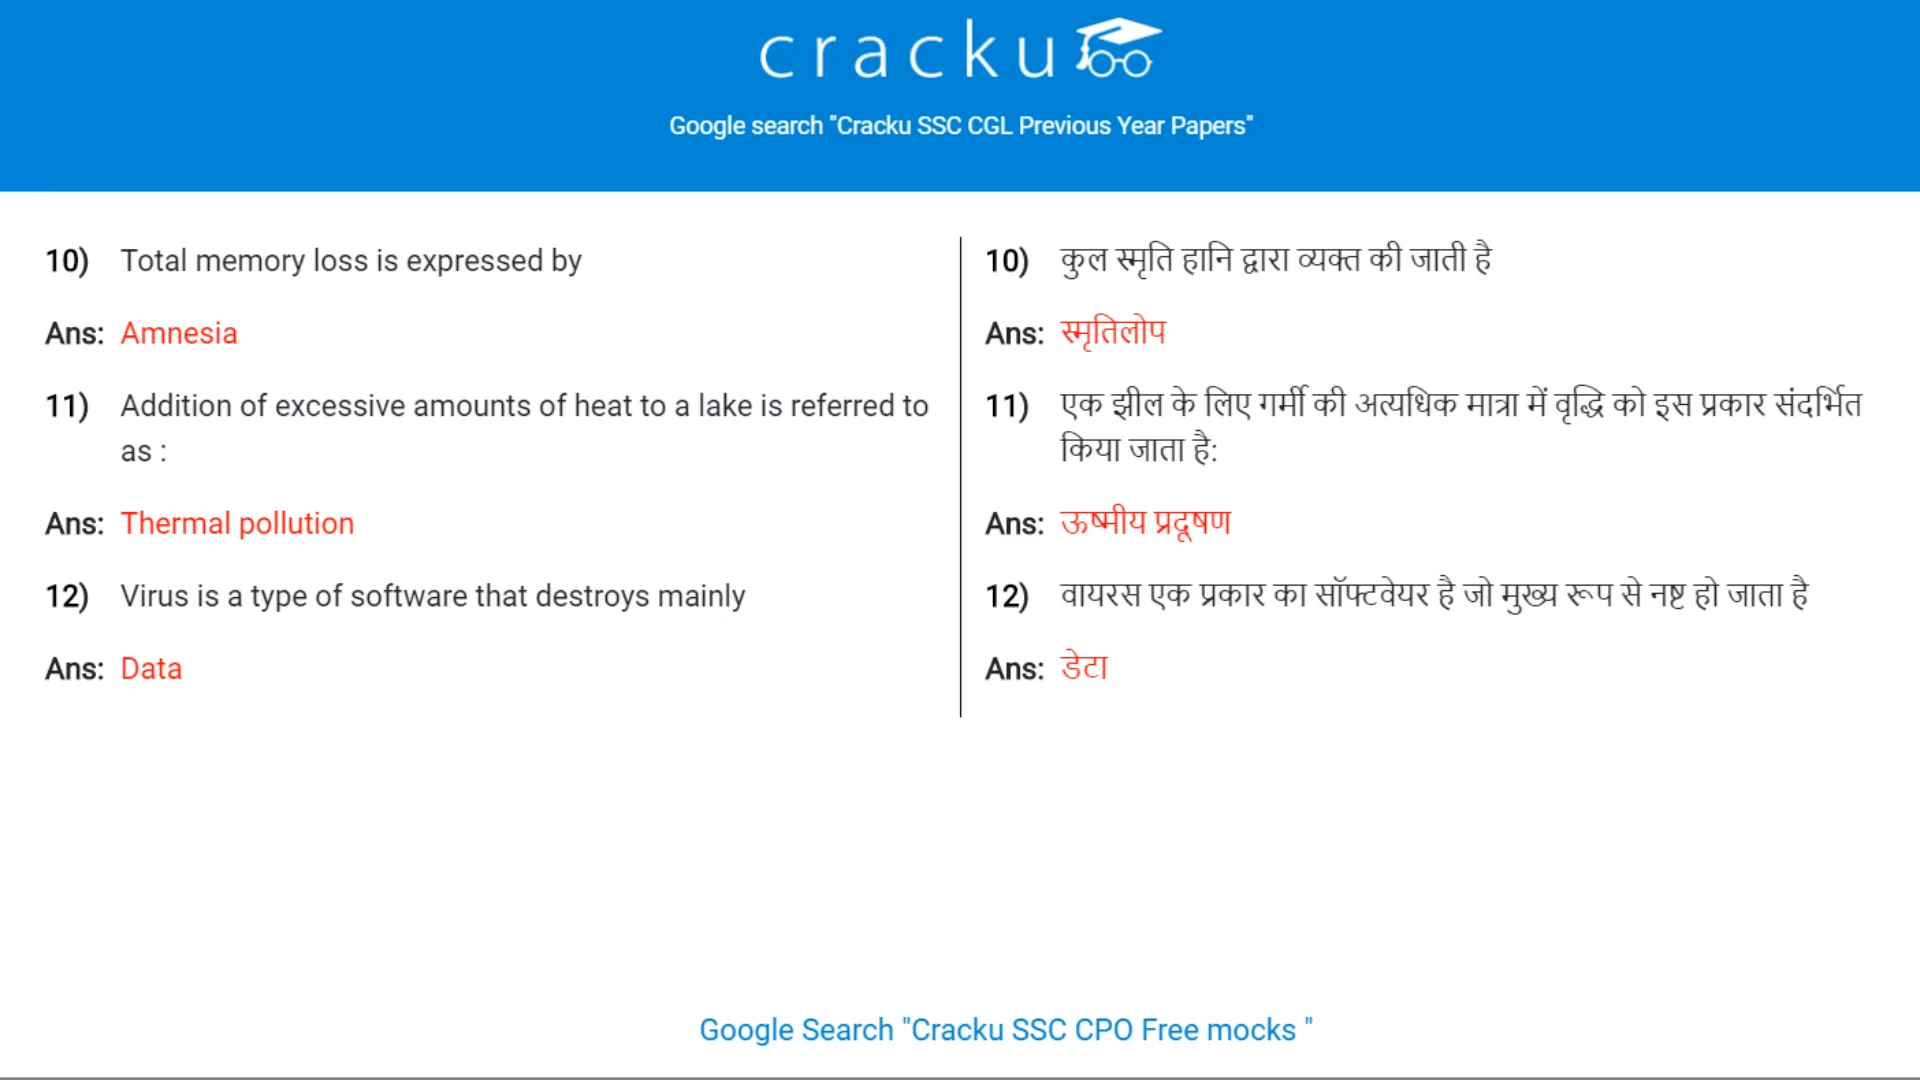 cracku
Google search "Cracku SSC CGL Previous Year Papers"
10) Total memory loss is expressed by
Ans: Amnesia
11) Addition of excessive amounts of heat to a lake is referred to
as :
Ans: Thermal pollution
12) Virus is a type of software that destroys mainly
Ans: Data
10) कुल स्मृति हानि द्वारा व्यक्त की जाती है
Ans: स्मृतिलोप
11) एक झील के लिए गर्मी की अत्यधिक मात्रा में वृद्धि को इस प्रकार संदर्भित
किया जाता है:
Ans: ऊष्मीय प्रदूषण
12) वायरस एक प्रकार का सॉफ्टवेयर है जो मुख्य रूप से नष्ट हो जाता है
Ans: डेटा
Google Search "Cracku SSC CPO Free mocks "